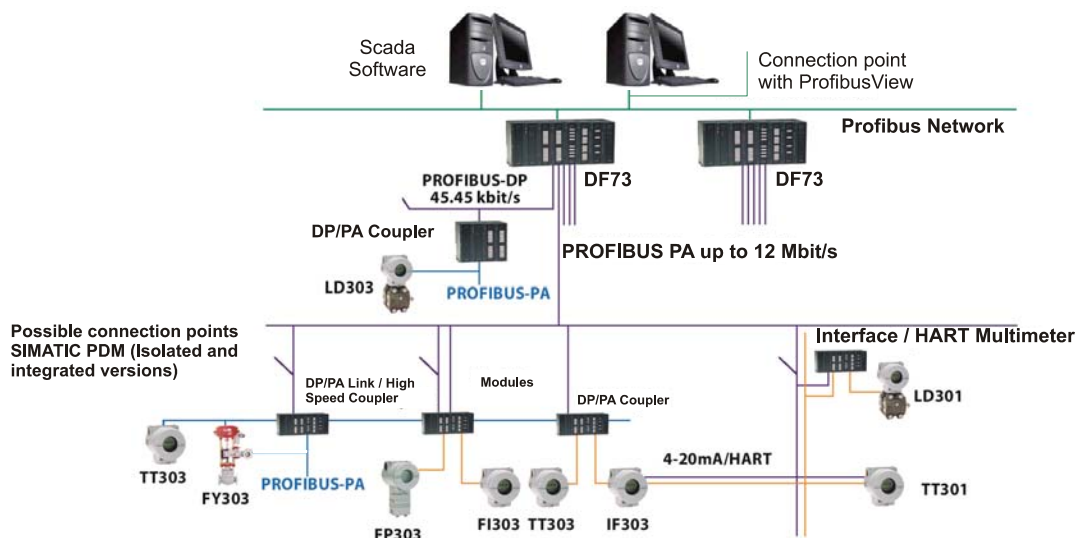 Scada
Software
Connection point
with ProfibusView
Profibus Network
DF73
DF73
PROFIBUS-DP
45.45 kbit/s
DP/PA Coupler
PROFIBUS PA up to 12 Mbit/s
LD303
PROFIBUS-PA
Possible connection points
SIMATIC PDM (Isolated and
integrated versions)
Interface / HART Multimeter
DP/PA Link / High
Speed Coupler
Modules
DP/PA Coupler
LD301
4-20mA/HART
TT303
FY303
PROFIBUS-PA
FP303
FI303
TT303
IF303
TT301